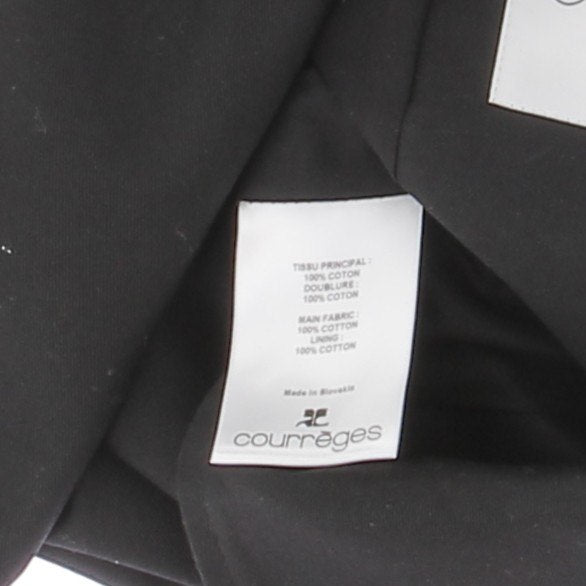 TISSU PRINCIPAL :
100% COTON
DOUBLURE :
100% COTON
MAIN FABRIC :
100% COTTON
LINING :
100% COTTON
Made in Slovakia
courrèges